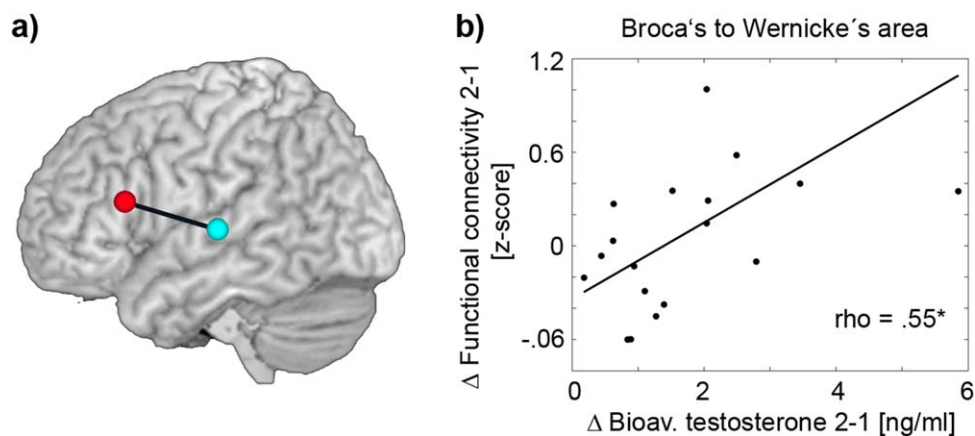 a)
b)
Broca‘s to Wernicke´s area
Δ Functional connectivity 2-1
[z-score]
1.2
0.6
0
-.06
rho = .55*
0 2 4 6
Δ Bioav. testosterone 2-1 [ng/ml]